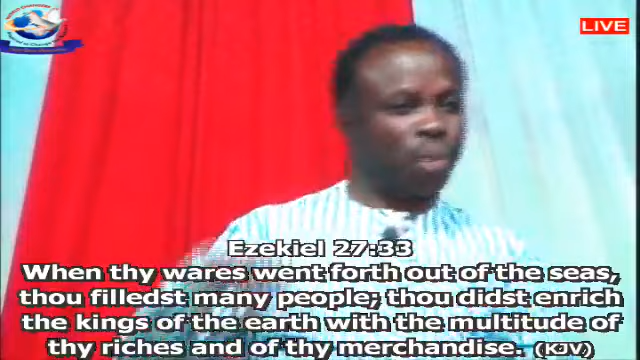 LIVE
Ezekiel 27:33
When thy wares went forth out of the seas,
thou filledst many people; thou didst enrich
the kings of the earth with the multitude of
thy riches and of thy merchandise. (KJV)